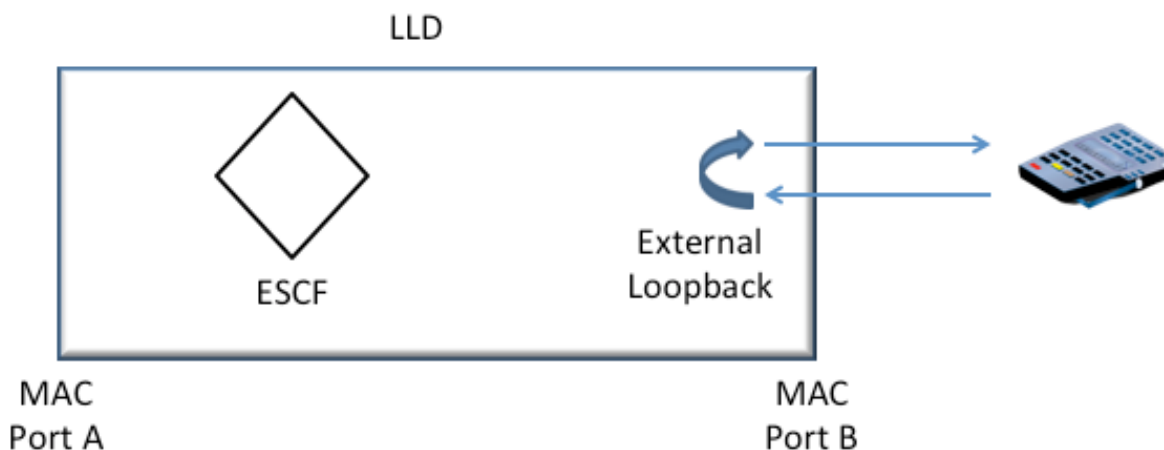 LLD
ESCF
External
Loopback
MAC
Port A
MAC
Port B